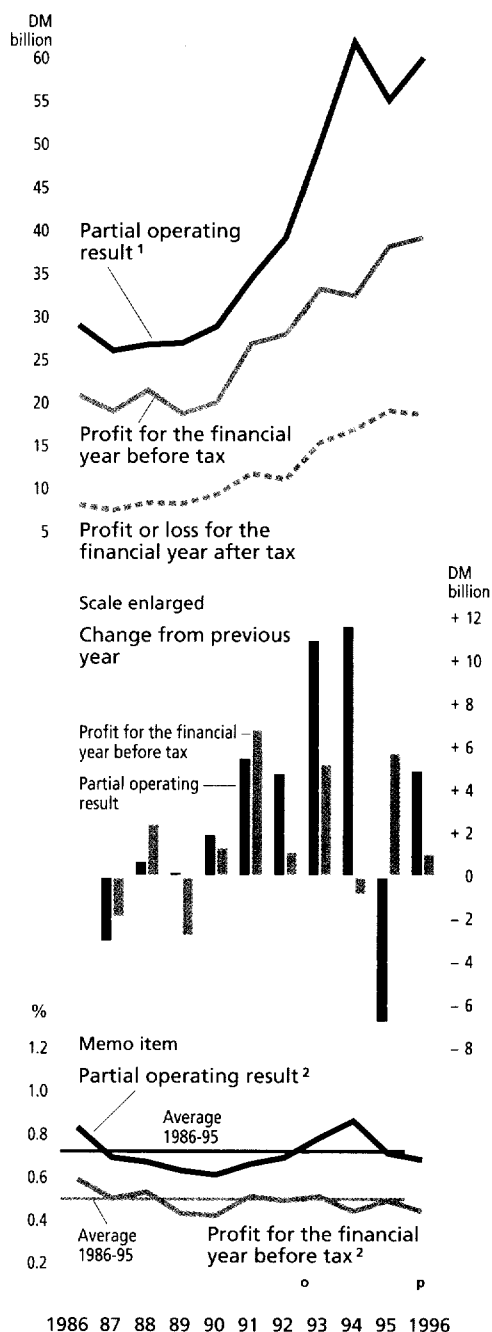 DM
billion
60
55
50
45
40
35
30
25
20
15
10
5
Partial operating
result 1
Profit for the financial
year before tax
Profit or loss for the
financial year after tax
DM
billion
Scale enlarged
Change from previous
year
+ 12
+ 10
+ 8
+ 6
+ 4
+ 2
0
– 2
– 4
– 6
– 8
Profit for the financial
year before tax
Partial operating
result
%
1.2
1.0
0.8
0.6
0.4
0.2
Memo item
Partial operating result 2
Average
1986-95
Average
1986-95
Profit for the financial
year before tax 2
o p
1986 87 88 89 90 91 92 93 94 95 1996